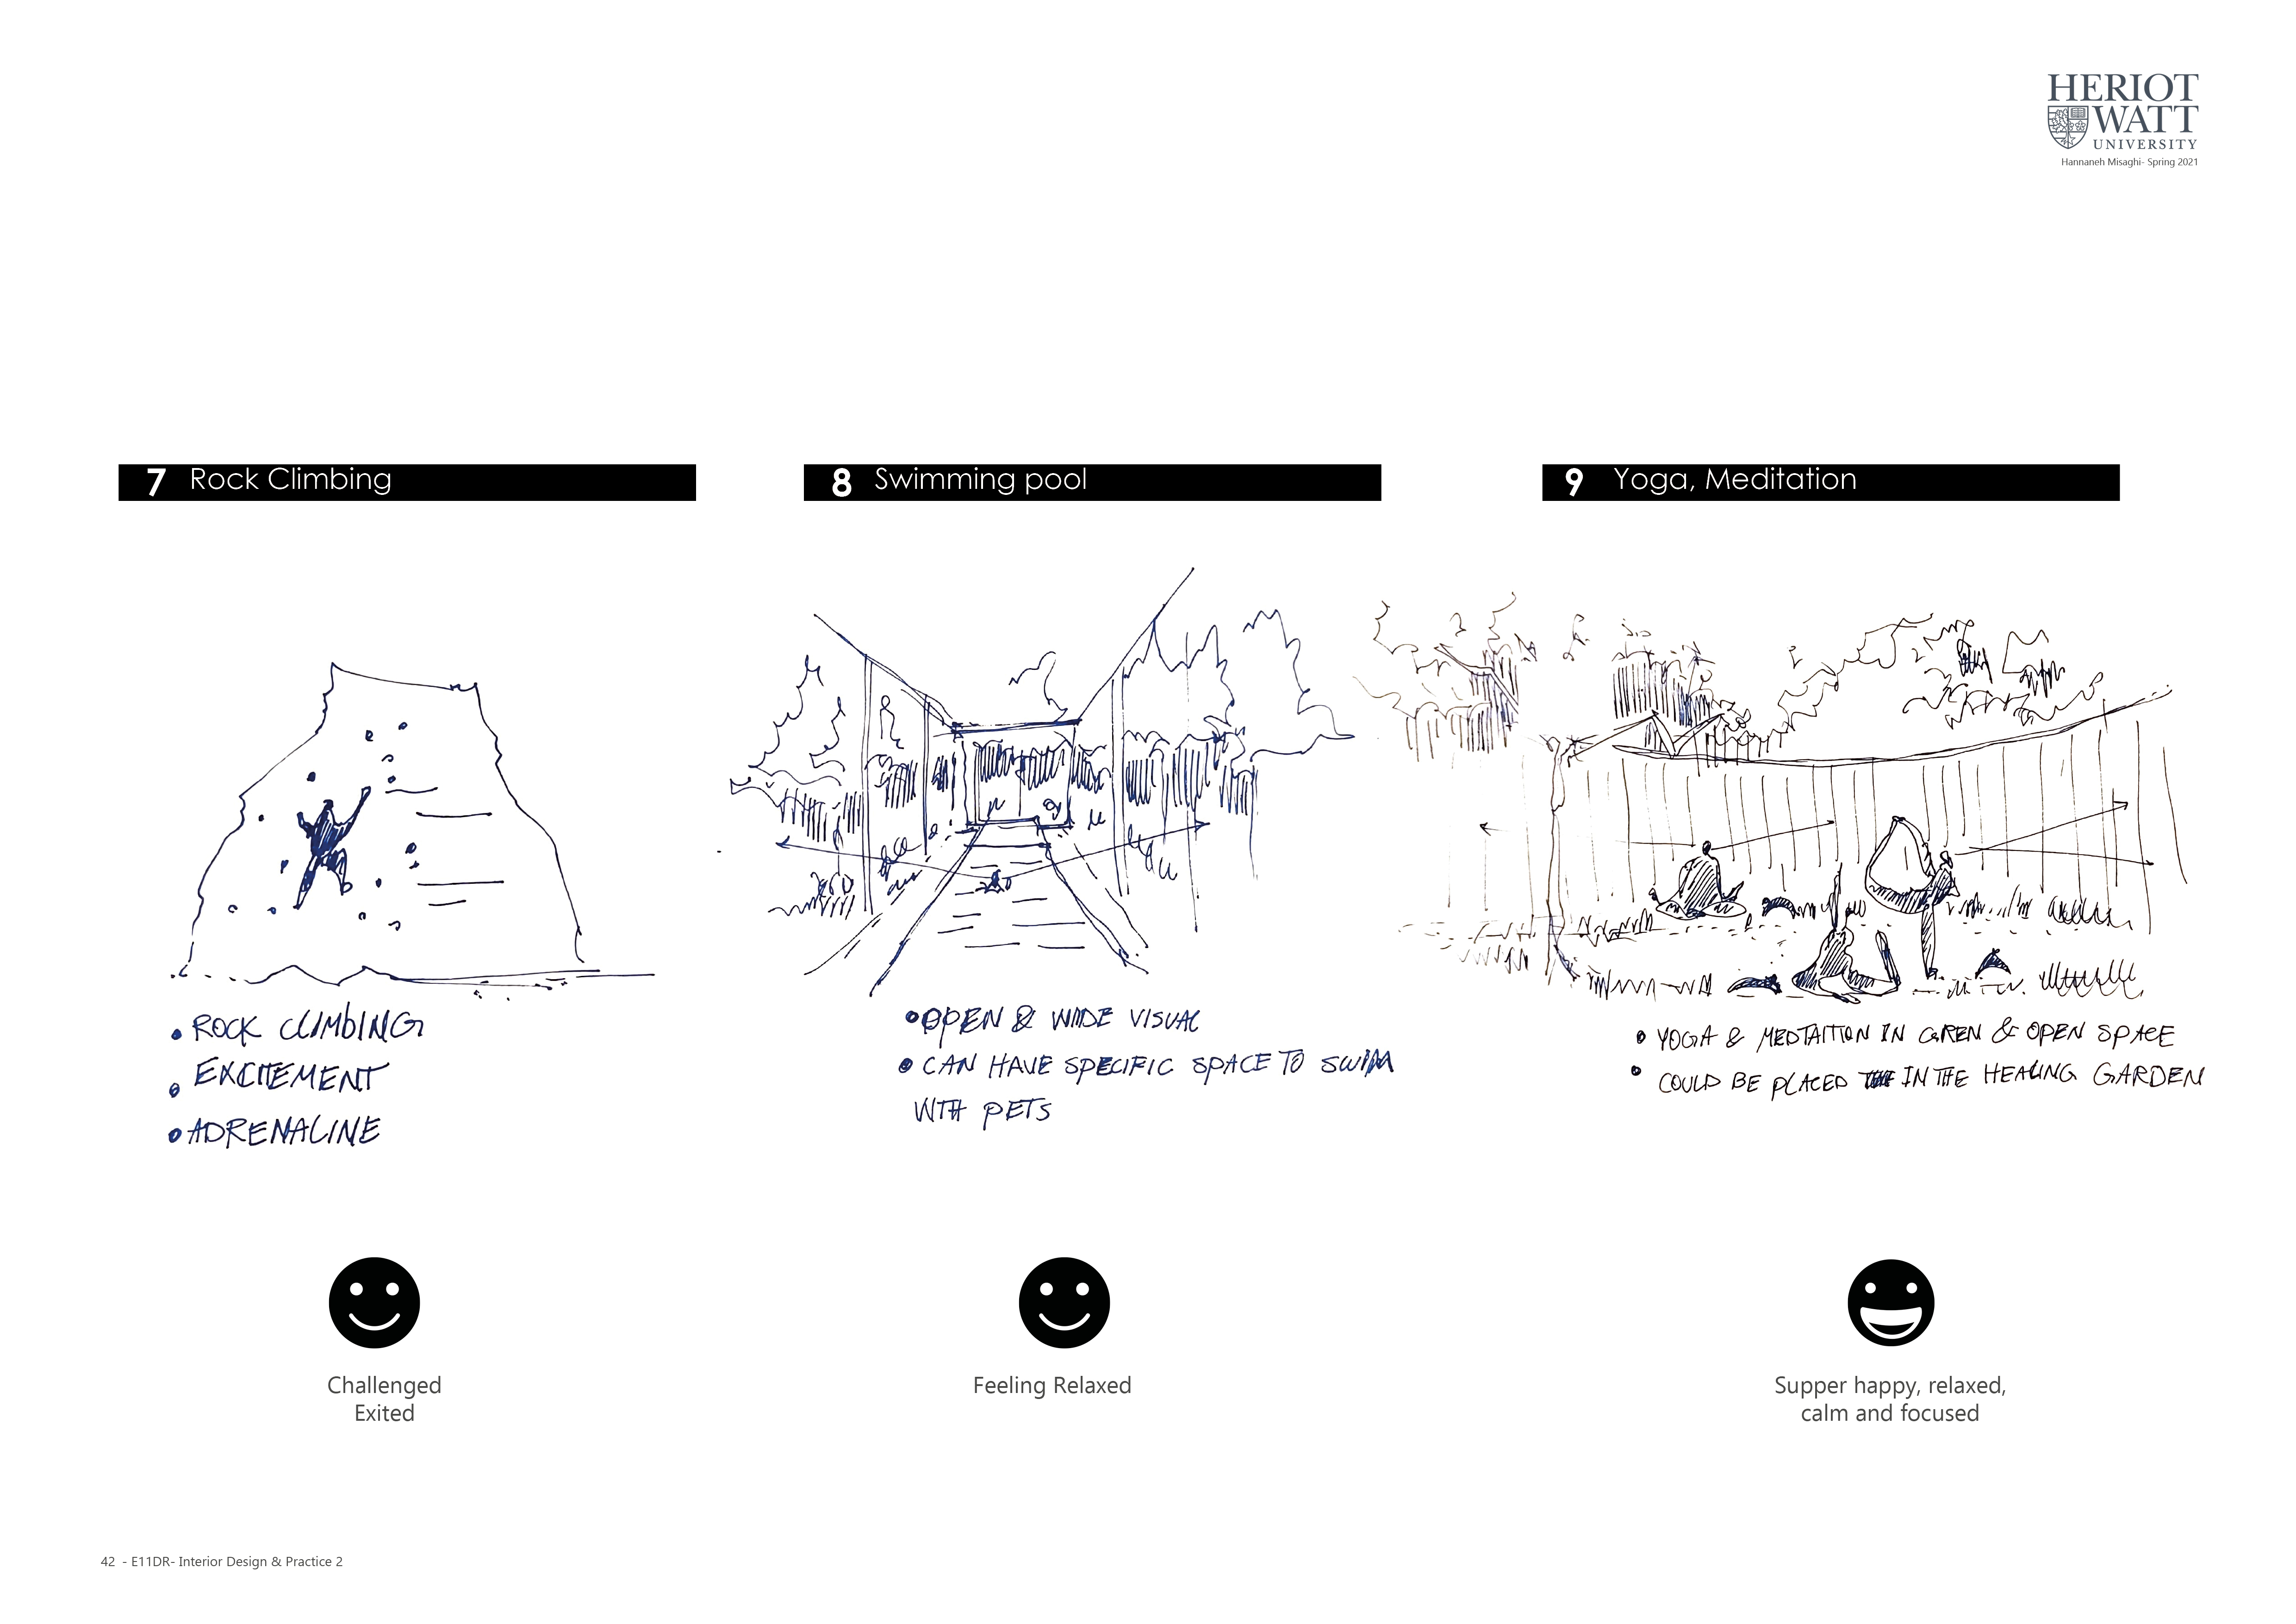 HERIOT
WATT
UNIVERSITY
Hannaneh Misaghi- Spring 2021
7 Rock Climbing
8 Swimming pool
9 Yoga, Meditation
• ROCK CLIMbING
• EXCITEMENT
• ADRENALINE
• OPEN & WIDE VISUAL
• CAN HAVE SPECIFIC SPACE TO SWIM
WITH PETS
• YOGA & MEDTAITION IN GREN & OPEN SPACE
• COULD BE PLACED IN THE HEALING GARDEN
Challenged
Exited
Feeling Relaxed
Supper happy, relaxed,
calm and focused
42 - E11DR- Interior Design & Practice 2